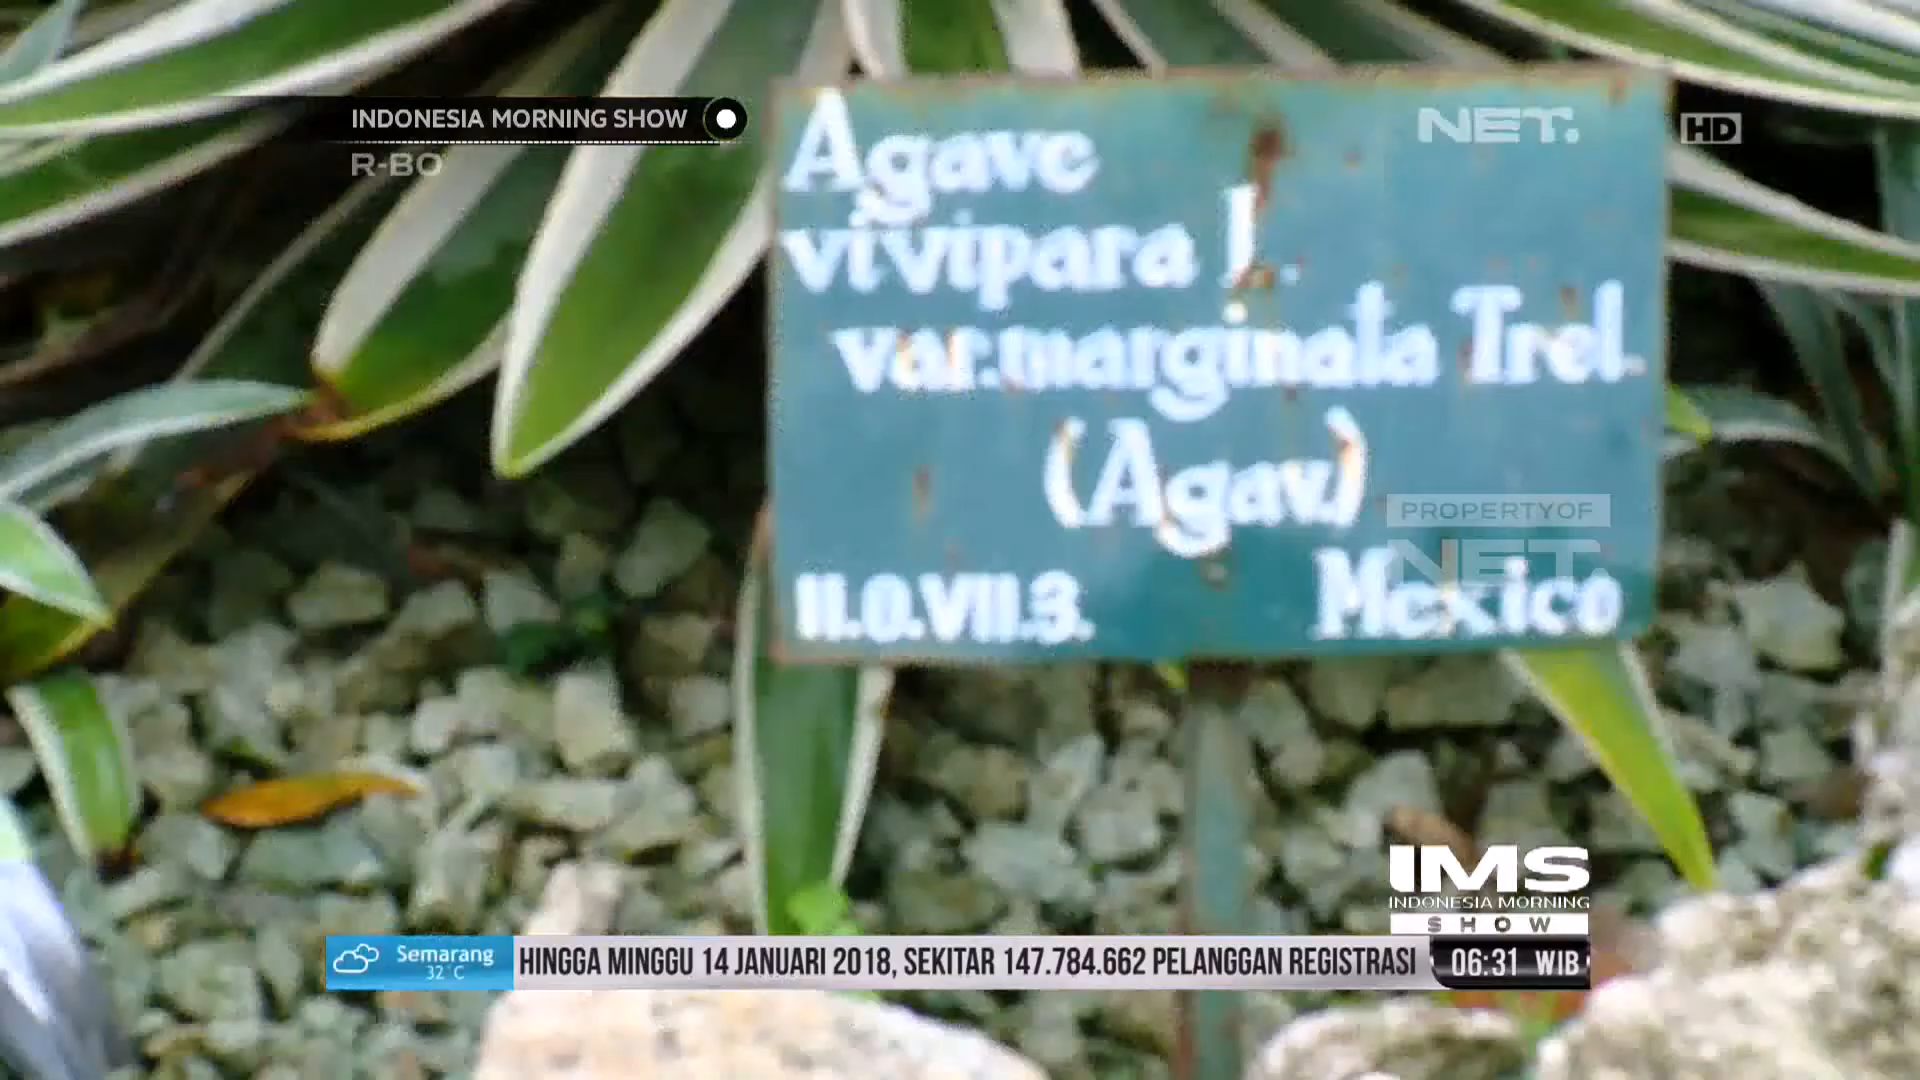 INDONESIA MORNING SHOW
R-BO
NET.
HD
Agave
vivipara L.
var. marginata Trel.
(Agav.)
II.O.VII.3.
Mexico
PROPERTY OF
NET.
IMS
INDONESIA MORNING
SHOW
Semarang
32°C
HINGGA MINGGU 14 JANUARI 2018, SEKITAR 147.784.662 PELANGGAN REGISTRASI
06:31 WIB